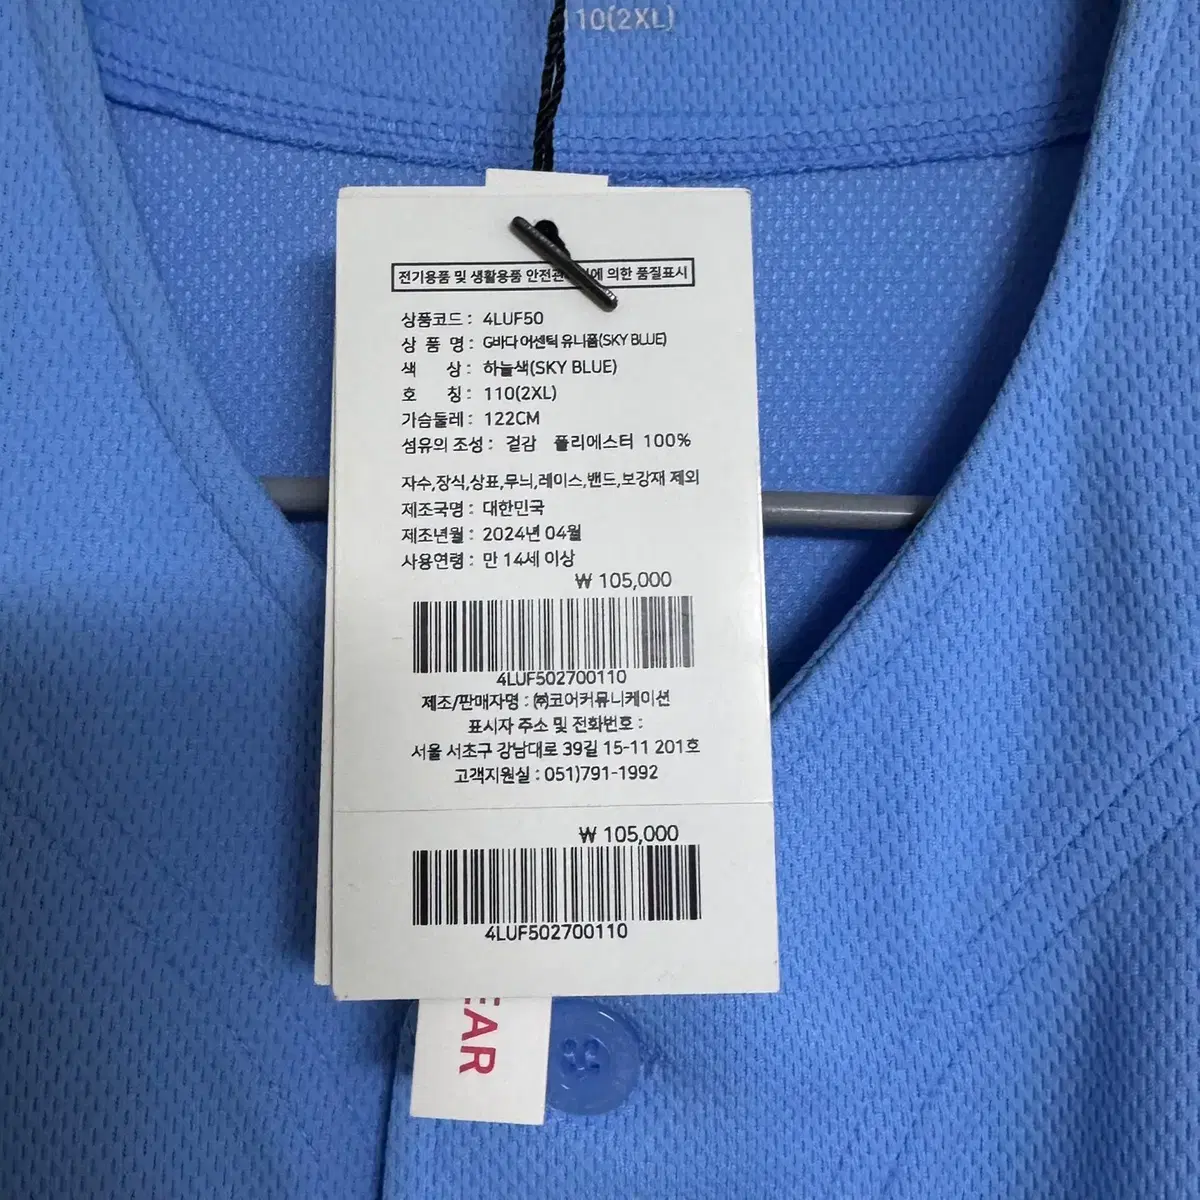 110(2XL)
전기용품 및 생활용품 안전관 에 의한 품질표시
상품코드 : 4LUF50
상 품 명 : G바다 어센틱 유니폼(SKY BLUE)
색 상 : 하늘색(SKY BLUE)
호 칭 : 110(2XL)
가슴둘레 : 122CM
섬유의 조성 : 겉감 폴리에스터 100%
자수,장식,상표,무늬,레이스,밴드,보강재 제외
제조국명 : 대한민국
제조년월 : 2024년 04월
사용연령 : 만 14세 이상
₩ 105,000
4LUF502700110
제조/판매자명 : ㈜코어커뮤니케이션
표시자 주소 및 전화번호 :
서울 서초구 강남대로 39길 15-11 201호
고객지원실 : 051)791-1992
₩ 105,000
4LUF502700110
EAR